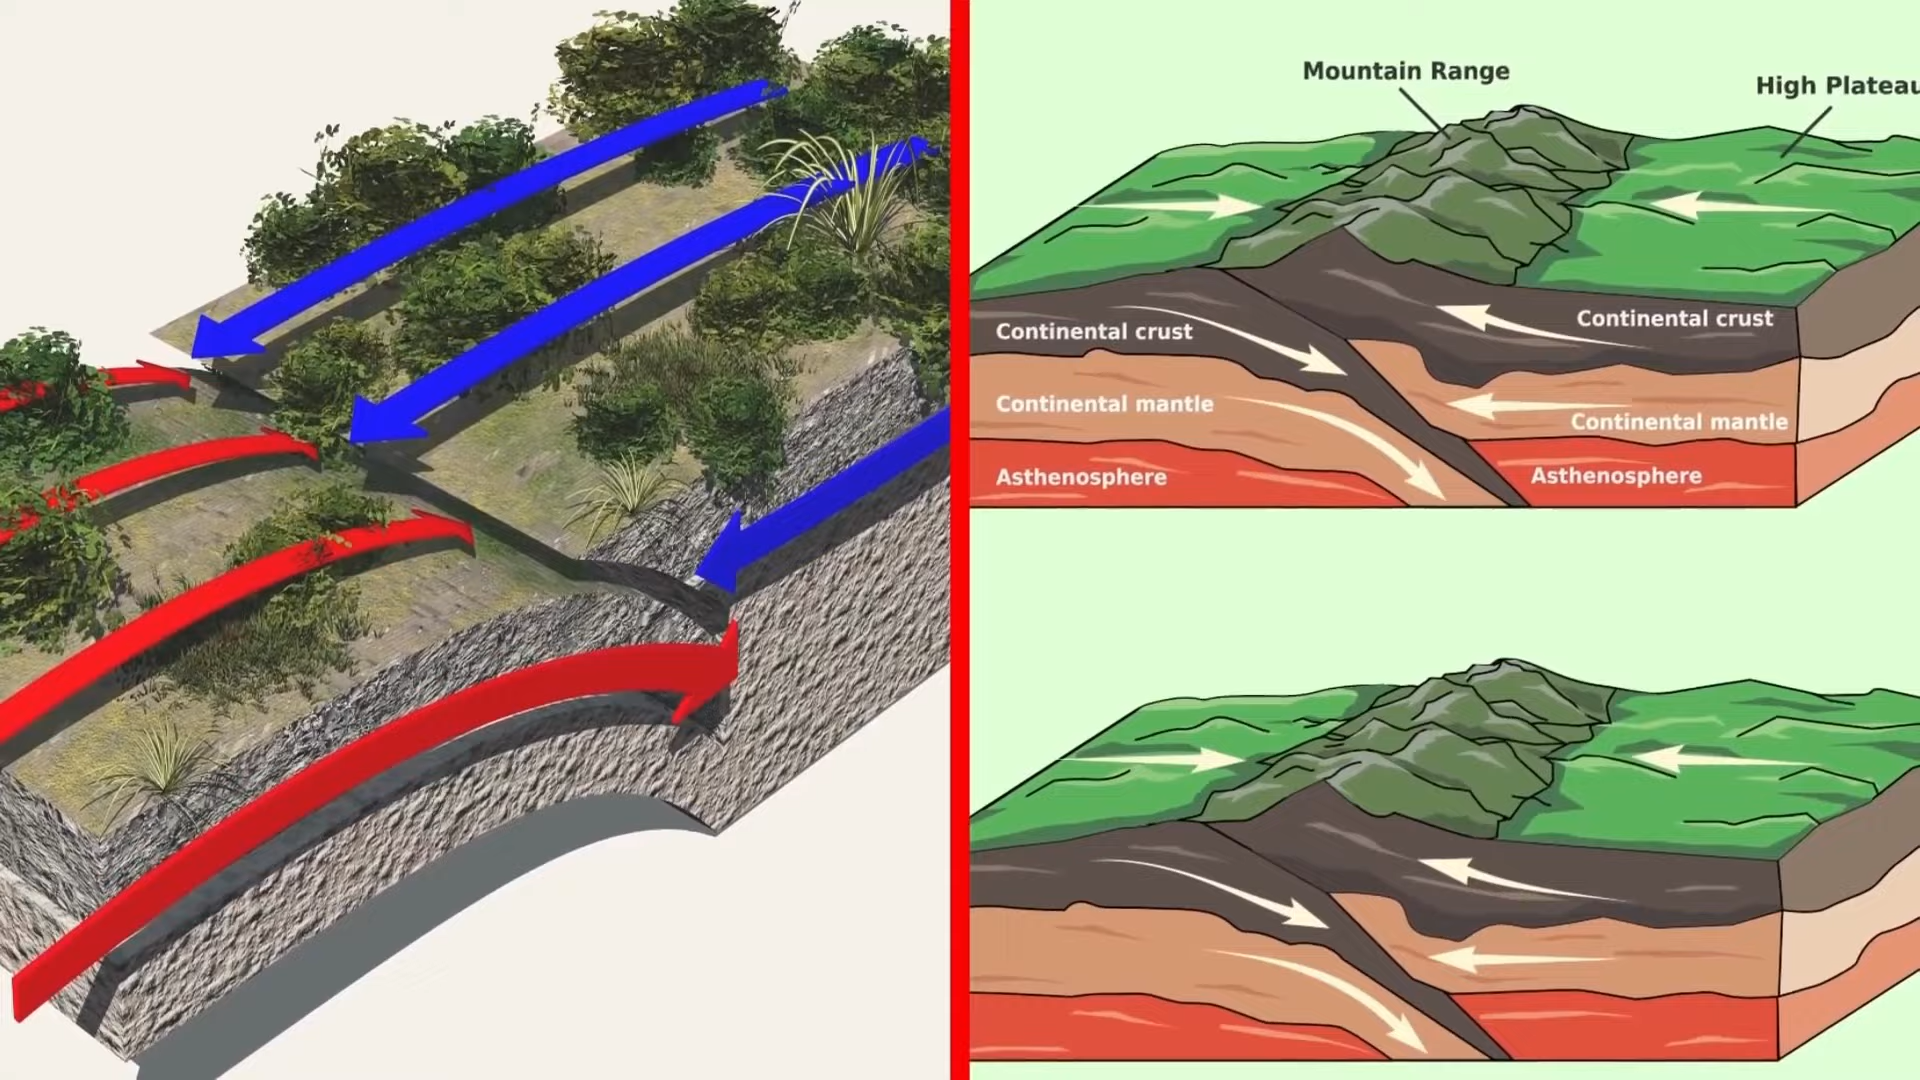 Mountain Range
High Plateau
Continental crust
Continental crust
Continental mantle
Continental mantle
Asthenosphere
Asthenosphere